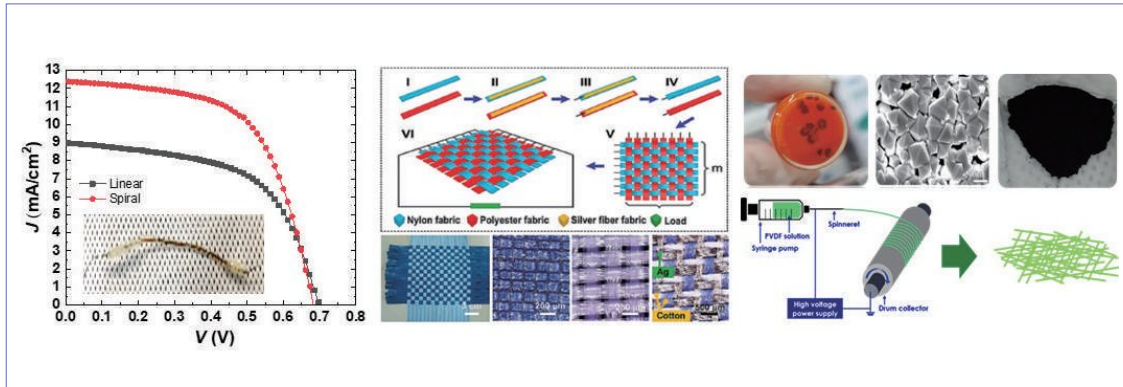 13
12
11
10
9
8
7
6
5
4
3
2
1
0
J (mA/cm²)
Linear
Spiral
0.0 0.1 0.2 0.3 0.4 0.5 0.6 0.7 0.8
V (V)
I II III IV
VI V
m
Nylon fabric Polyester fabric Silver fiber fabric Load
cm
200 µm
Ag
Cotton
Syringe pump
PVDF solution
Spinneret
High voltage
power supply
Drum collector